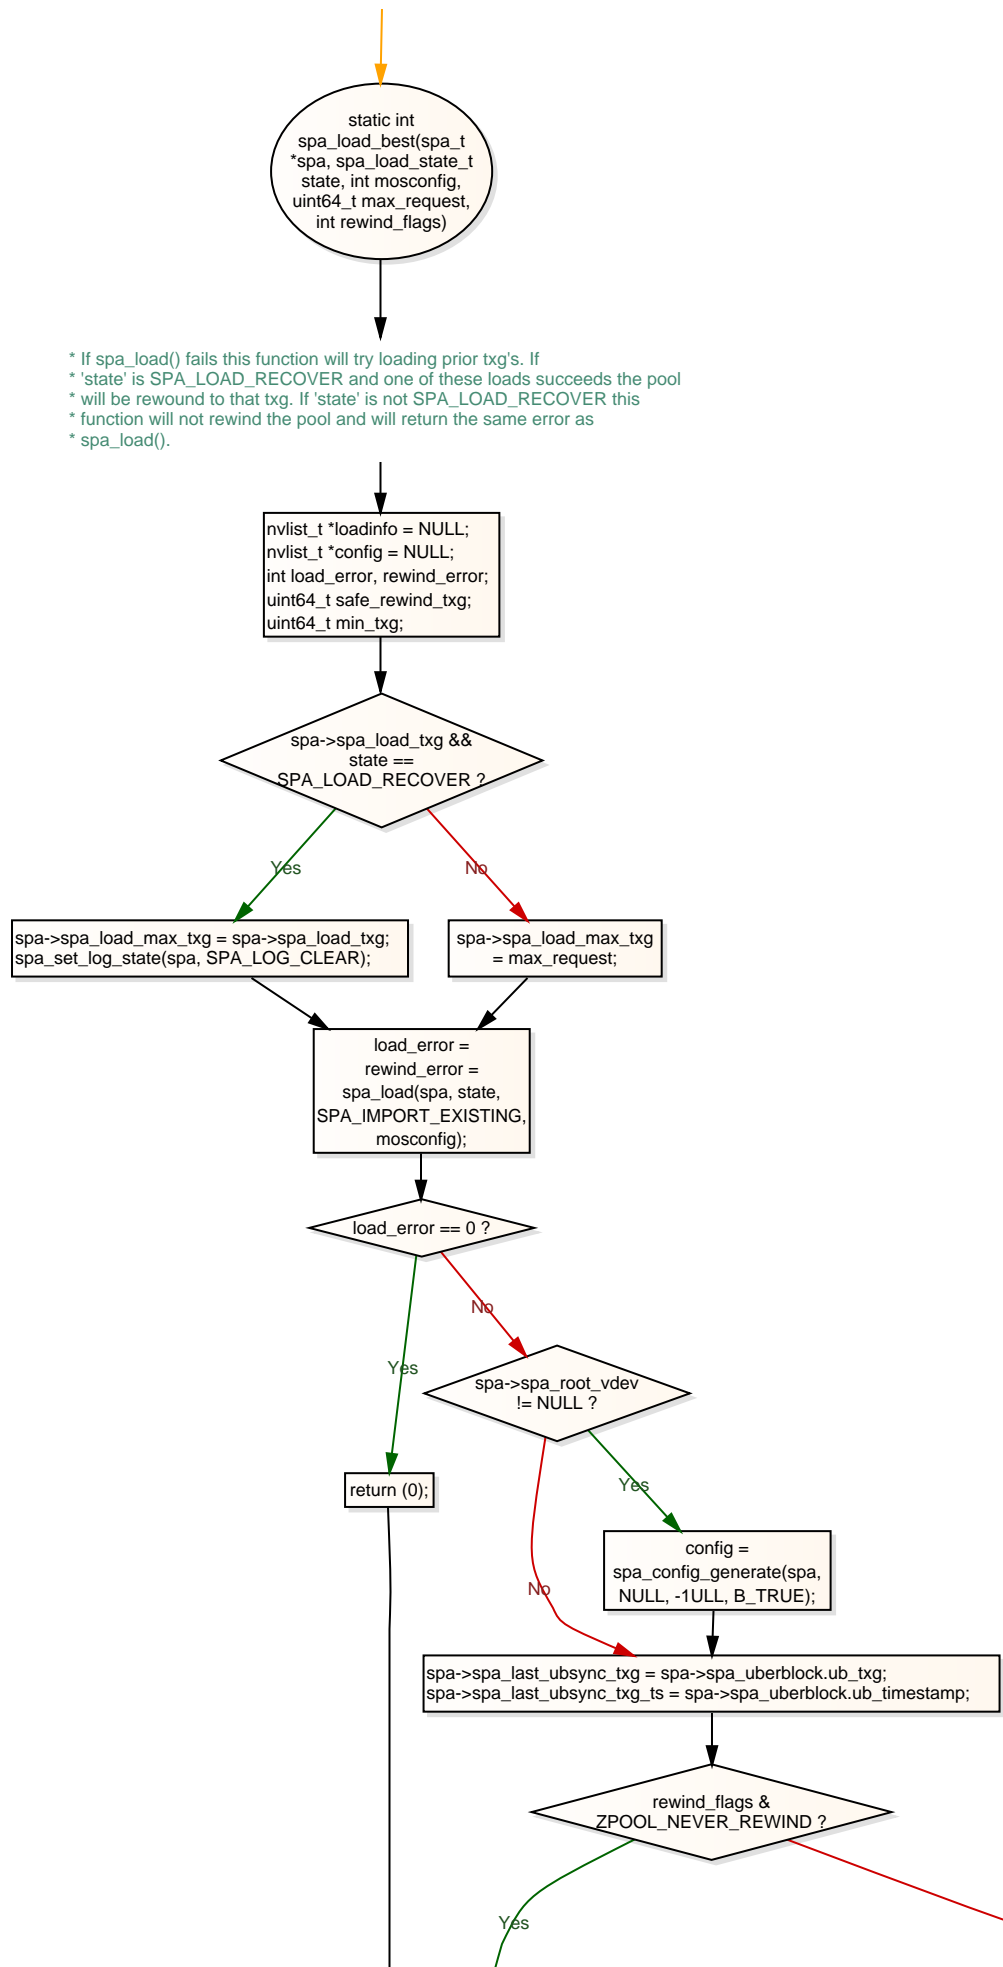 static int
spa_load_best(spa_t
*spa, spa_load_state_t
state, int mosconfig,
uint64_t max_request,
int rewind_flags)
* If spa_load() fails this function will try loading prior txg's. If
* 'state' is SPA_LOAD_RECOVER and one of these loads succeeds the pool
* will be rewound to that txg. If 'state' is not SPA_LOAD_RECOVER this
* function will not rewind the pool and will return the same error as
* spa_load().
nvlist_t *loadinfo = NULL;
nvlist_t *config = NULL;
int load_error, rewind_error;
uint64_t safe_rewind_txg;
uint64_t min_txg;
spa->spa_load_txg &&
state ==
SPA_LOAD_RECOVER ?
Yes
No
spa->spa_load_max_txg = spa->spa_load_txg;
spa_set_log_state(spa, SPA_LOG_CLEAR);
spa->spa_load_max_txg
= max_request;
load_error =
rewind_error =
spa_load(spa, state,
SPA_IMPORT_EXISTING,
mosconfig);
load_error == 0 ?
No
Yes
spa->spa_root_vdev
!= NULL ?
return (0);
Yes
config =
spa_config_generate(spa,
NULL, -1ULL, B_TRUE);
No
spa->spa_last_ubsync_txg = spa->spa_uberblock.ub_txg;
spa->spa_last_ubsync_txg_ts = spa->spa_uberblock.ub_timestamp;
rewind_flags &
ZPOOL_NEVER_REWIND ?
Yes